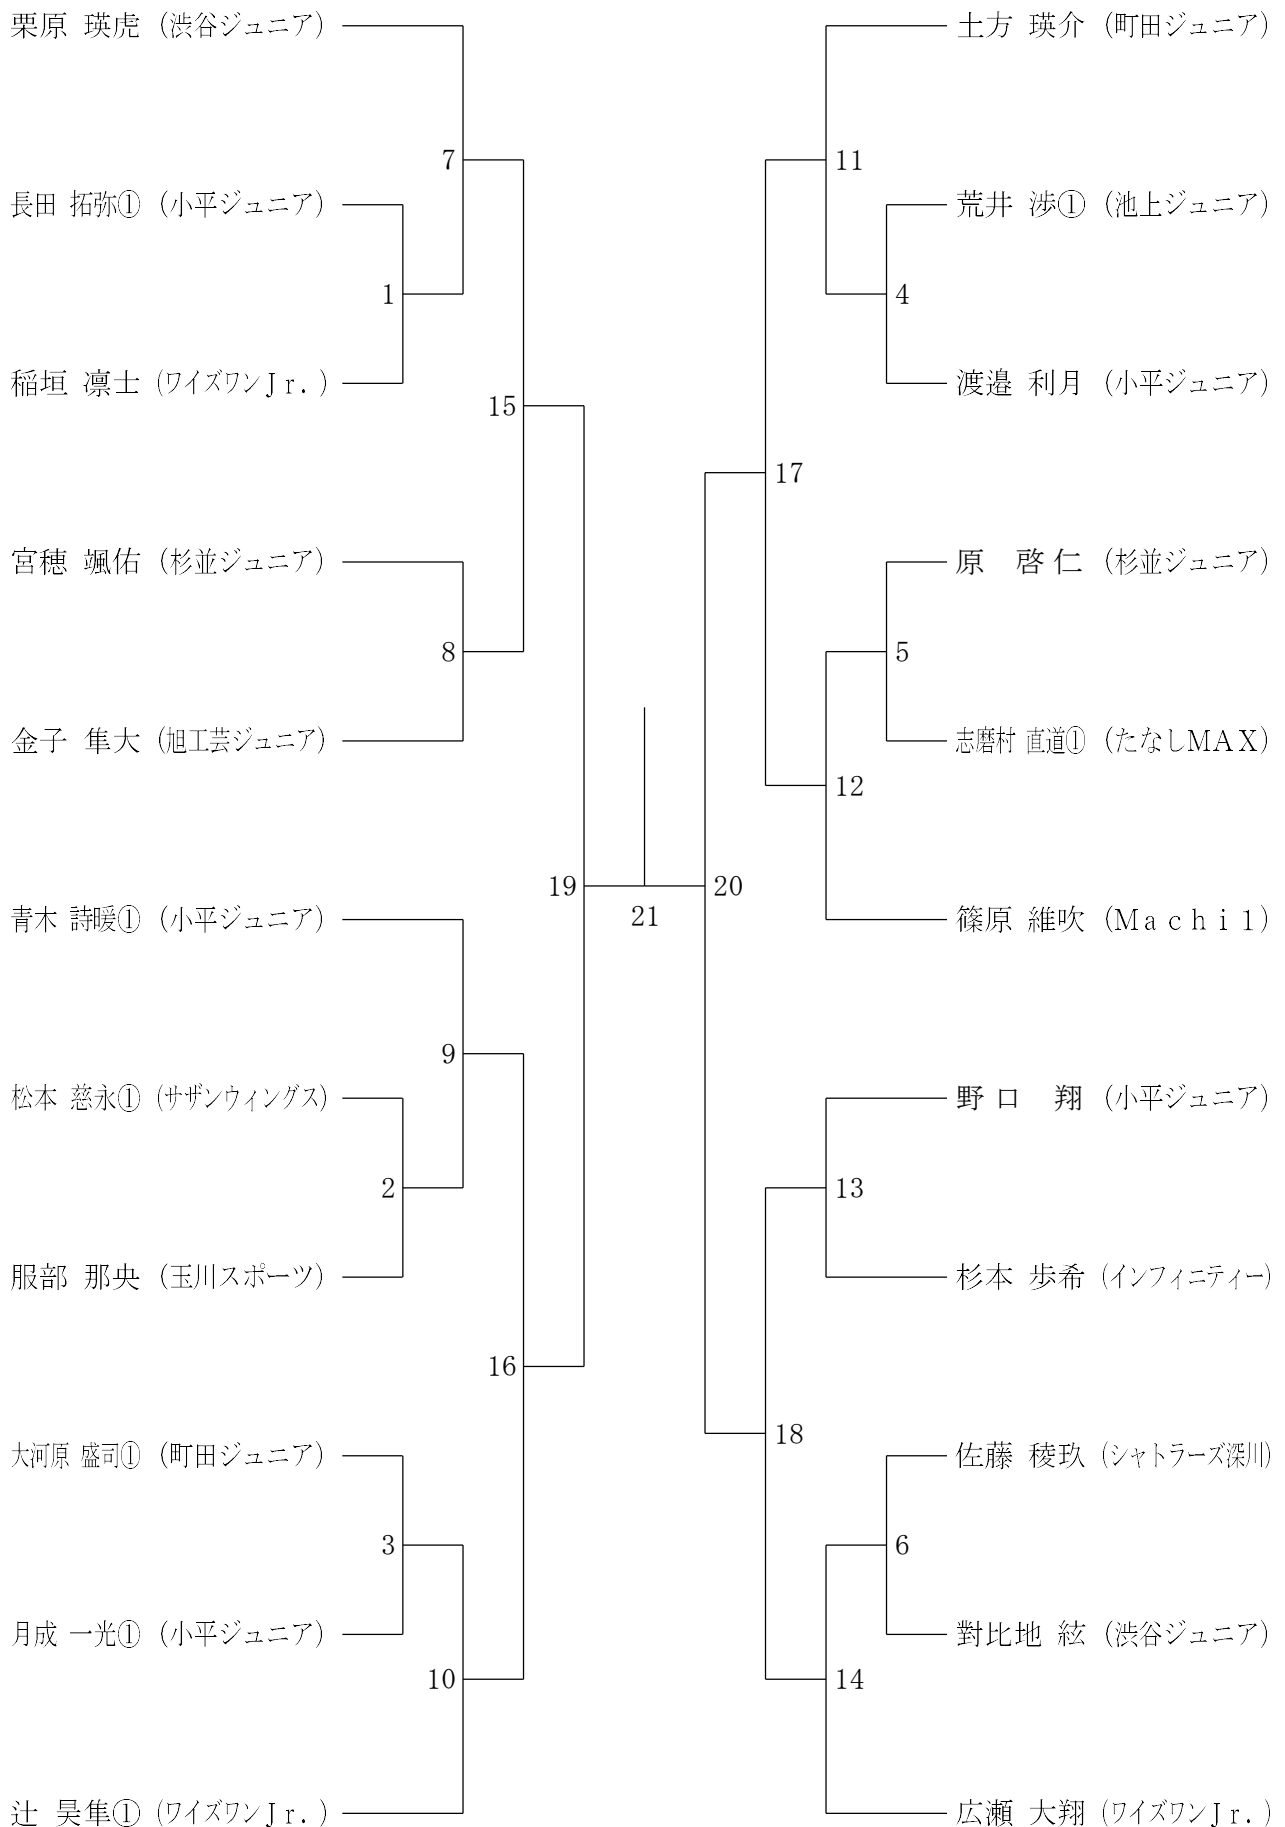 栗原 瑛虎 (渋谷ジュニア)
7
長田 拓弥① (小平ジュニア)
1
稲垣 凛士 (ワイズワンJr.)
15
宮穂 颯佑 (杉並ジュニア)
8
金子 隼大 (旭工芸ジュニア)
19
青木 詩暖① (小平ジュニア)
9
松本 慈永① (サザンウィングス)
2
服部 那央 (玉川スポーツ)
16
大河原 盛司① (町田ジュニア)
3
月成 一光① (小平ジュニア)
10
辻 昊隼① (ワイズワンJr.)
21
土方 瑛介 (町田ジュニア)
11
荒井 渉① (池上ジュニア)
4
渡邉 利月 (小平ジュニア)
17
原 啓仁 (杉並ジュニア)
5
志磨村 直道① (たなしMAX)
12
20
篠原 維吹 (Machi1)
野口 翔 (小平ジュニア)
13
杉本 歩希 (インフィニティー)
18
佐藤 稜玖 (シャトラーズ深川)
6
對比地 絃 (渋谷ジュニア)
14
広瀬 大翔 (ワイズワンJr.)